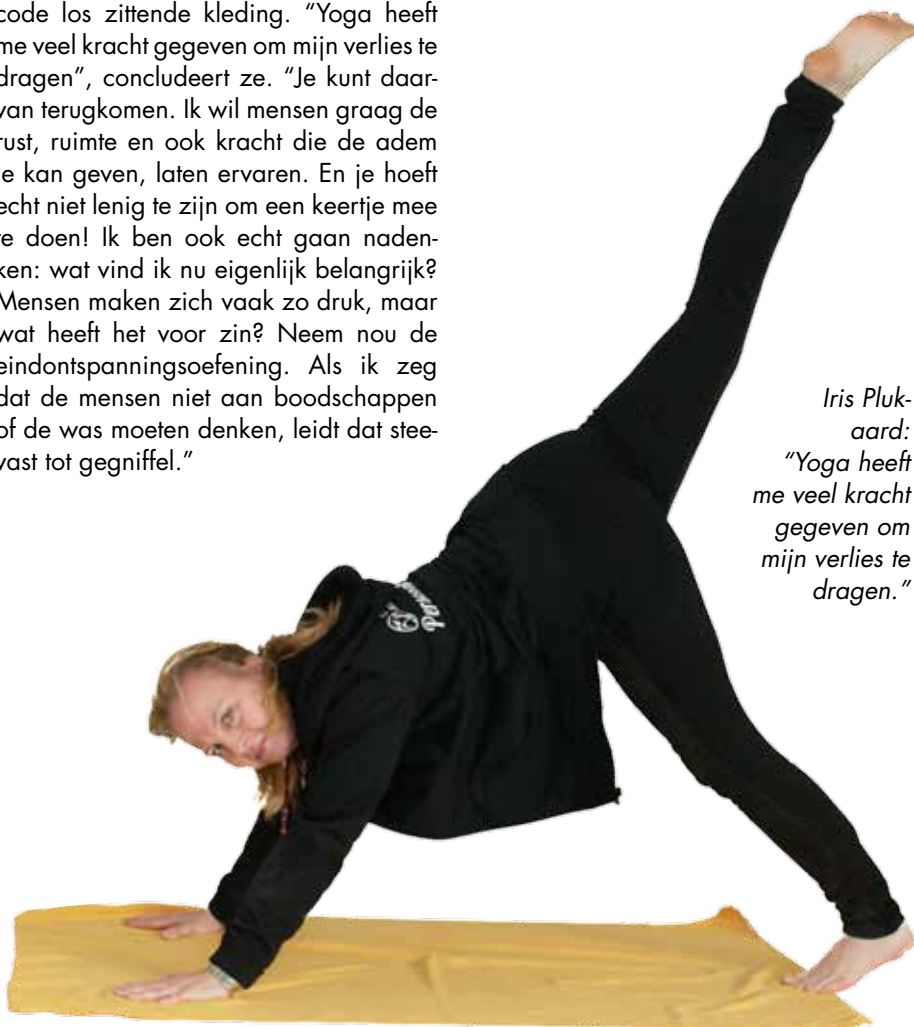 code los zittende kleding. “Yoga heeft
me veel kracht gegeven om mijn verlies te
dragen”, concludeert ze. “Je kunt daar-
van terugkomen. Ik wil mensen graag de
rust, ruimte en ook kracht die de adem
je kan geven, laten ervaren. En je hoeft
echt niet lenig te zijn om een keertje mee
te doen! Ik ben ook echt gaan naden-
ken: wat vind ik nu eigenlijk belangrijk?
Mensen maken zich vaak zo druk, maar
wat heeft het voor zin? Neem nou de
eindontspanningsoefening. Als ik zeg
dat de mensen niet aan boodschappen
of de was moeten denken, leidt dat stee-
vast tot gegniffel.”
Iris Pluk-
aard:
“Yoga heeft
me veel kracht
gegeven om
mijn verlies te
dragen.”